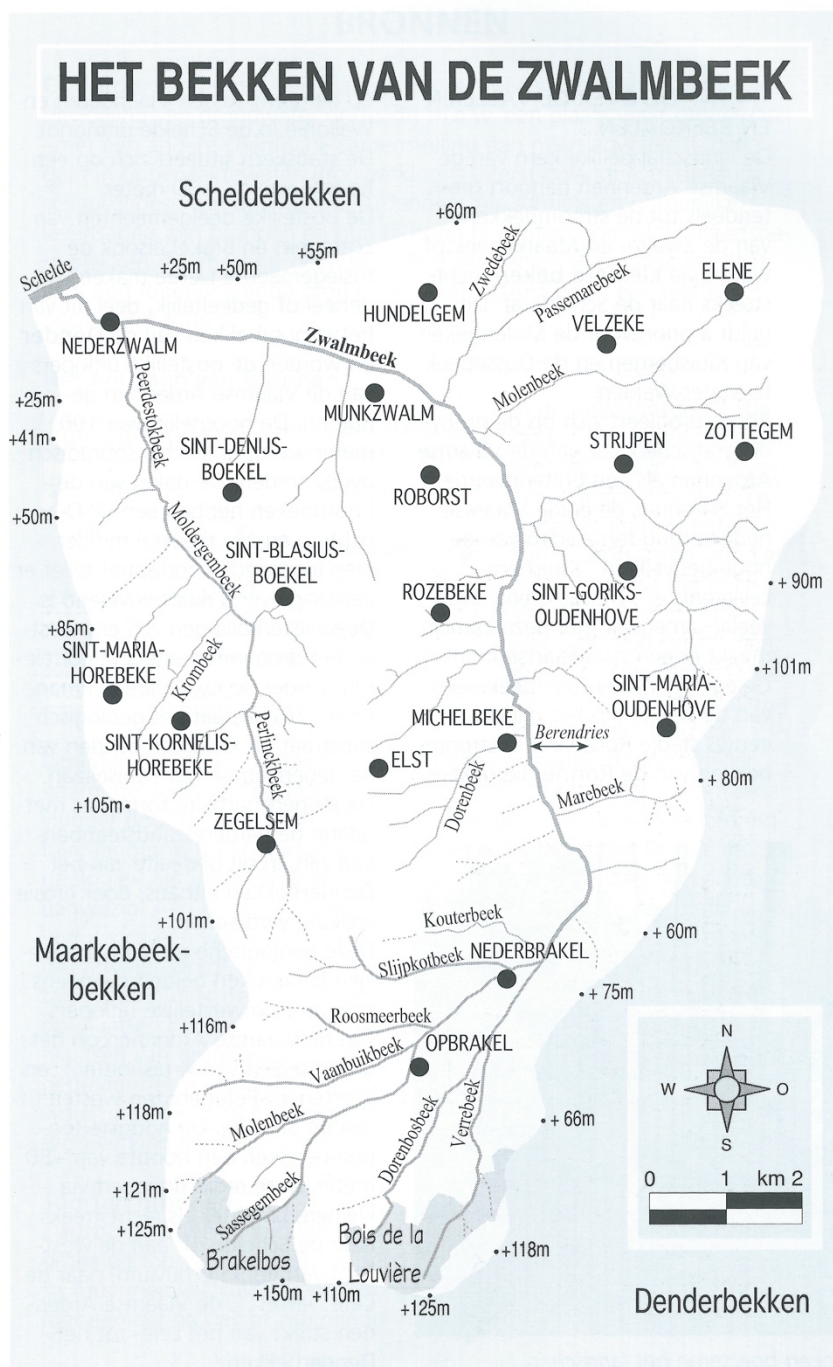 HET BEKKEN VAN DE ZWALMBEEK
Scheldebekken
+60m
+55m
+25m
+50m
Schelde
Zwedebeek
Passemarebeek
ELENE
HUNDELGEM
VELZEKE
NEDERZWALM
Zwalmbeek
Molenbeek
+25m
Peerdestokbeek
MUNKZWALM
+41m
SINT-DENIJS-
BOEKEL
STRIJPEN
ZOTTEGEM
ROBORST
+50m
Moldergembeek
SINT-BLASIUS-
BOEKEL
+ 90m
ROZEBEKE
SINT-GORIKS-
OUDENHOVE
+85m
SINT-MARIA-
HOREBEKE
Krombeek
+101m
SINT-MARIA-
OUDENHOVE
Perlinckbeek
MICHELBEKE
Berendries
SINT-KORNELIS-
HOREBEKE
ELST
+ 80m
Dorenbeek
Marebeek
+105m
ZEGELSEM
+101m
Kouterbeek
+ 60m
Maarkebeek-
bekken
Slijpkotbeek
NEDERBRAKEL
+ 75m
+116m
Roosmeerbeek
OPBRAKEL
Vaanbuikbeek
N
W
O
S
+118m
Molenbeek
Dorenbosbeek
Verrebeek
+ 66m
0 1 km 2
+121m
Sassegembeek
+125m
Brakelbos
Bois de la
Louvière
+118m
+150m
+110m
+125m
Denderbekken